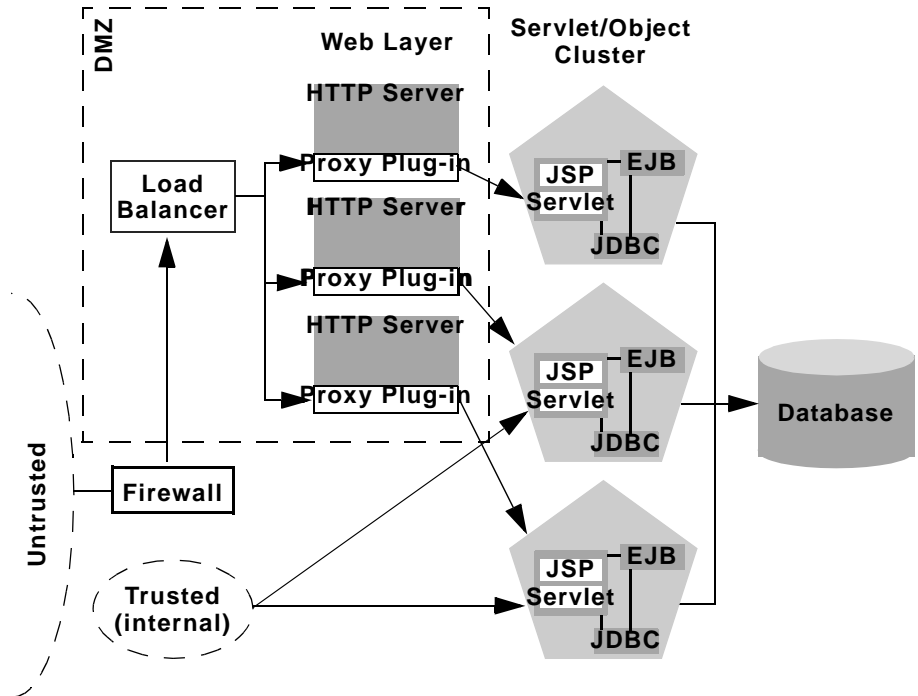 DMZ
Web Layer
Servlet/Object
Cluster
HTTP Server
Proxy Plug-in
Load
Balancer
HTTP Server
Proxy Plug-in
HTTP Server
Proxy Plug-in
JSP
Servlet
EJB
JDBC
JSP
Servlet
EJB
JDBC
JSP
Servlet
EJB
JDBC
Database
Untrusted
Firewall
Trusted
(internal)